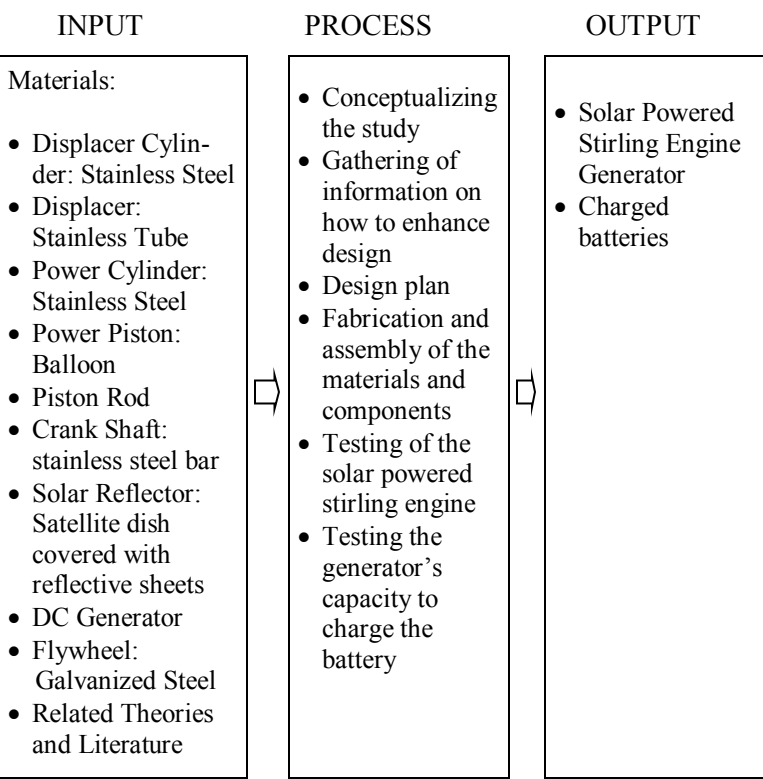 INPUT
Materials:
• Displacer Cylin-
der: Stainless Steel
• Displacer:
Stainless Tube
• Power Cylinder:
Stainless Steel
• Power Piston:
Balloon
• Piston Rod
• Crank Shaft:
stainless steel bar
• Solar Reflector:
Satellite dish
covered with
reflective sheets
• DC Generator
• Flywheel:
Galvanized Steel
• Related Theories
and Literature
PROCESS
• Conceptualizing
the study
• Gathering of
information on
how to enhance
design
• Design plan
• Fabrication and
assembly of the
materials and
components
• Testing of the
solar powered
stirling engine
• Testing the
generator's
capacity to
charge the
battery
OUTPUT
• Solar Powered
Stirling Engine
Generator
• Charged
batteries